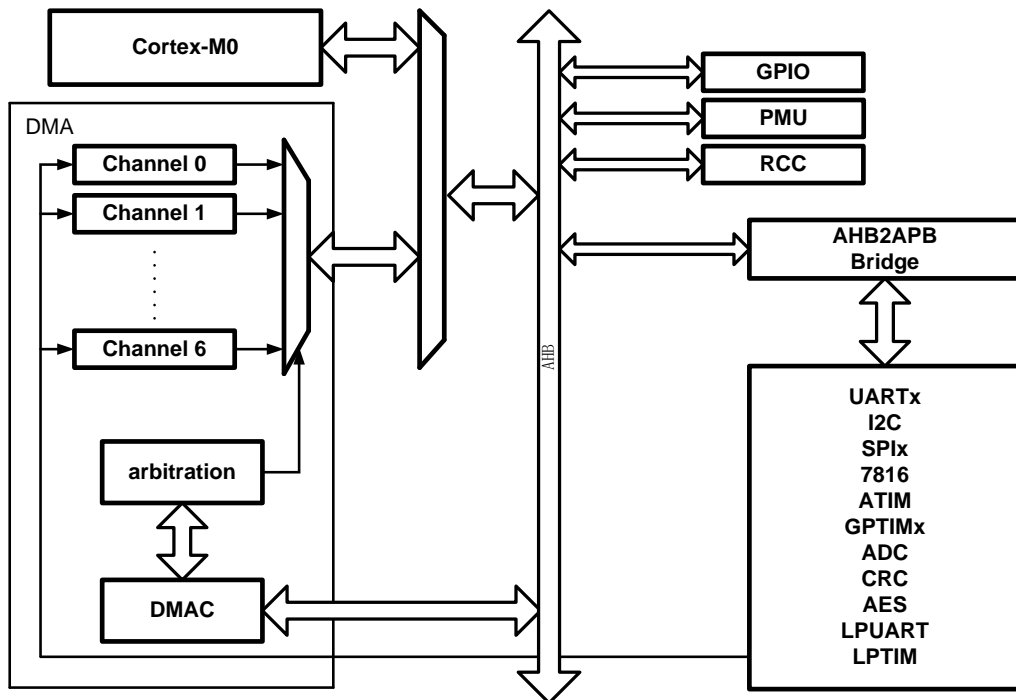 Cortex-M0
DMA
Channel 0
Channel 1
Channel 6
arbitration
DMAC
AHB
GPIO
PMU
RCC
AHB2APB
Bridge
UARTx
I2C
SPIx
7816
ATIM
GPTIMx
ADC
CRC
AES
LPUART
LPTIM